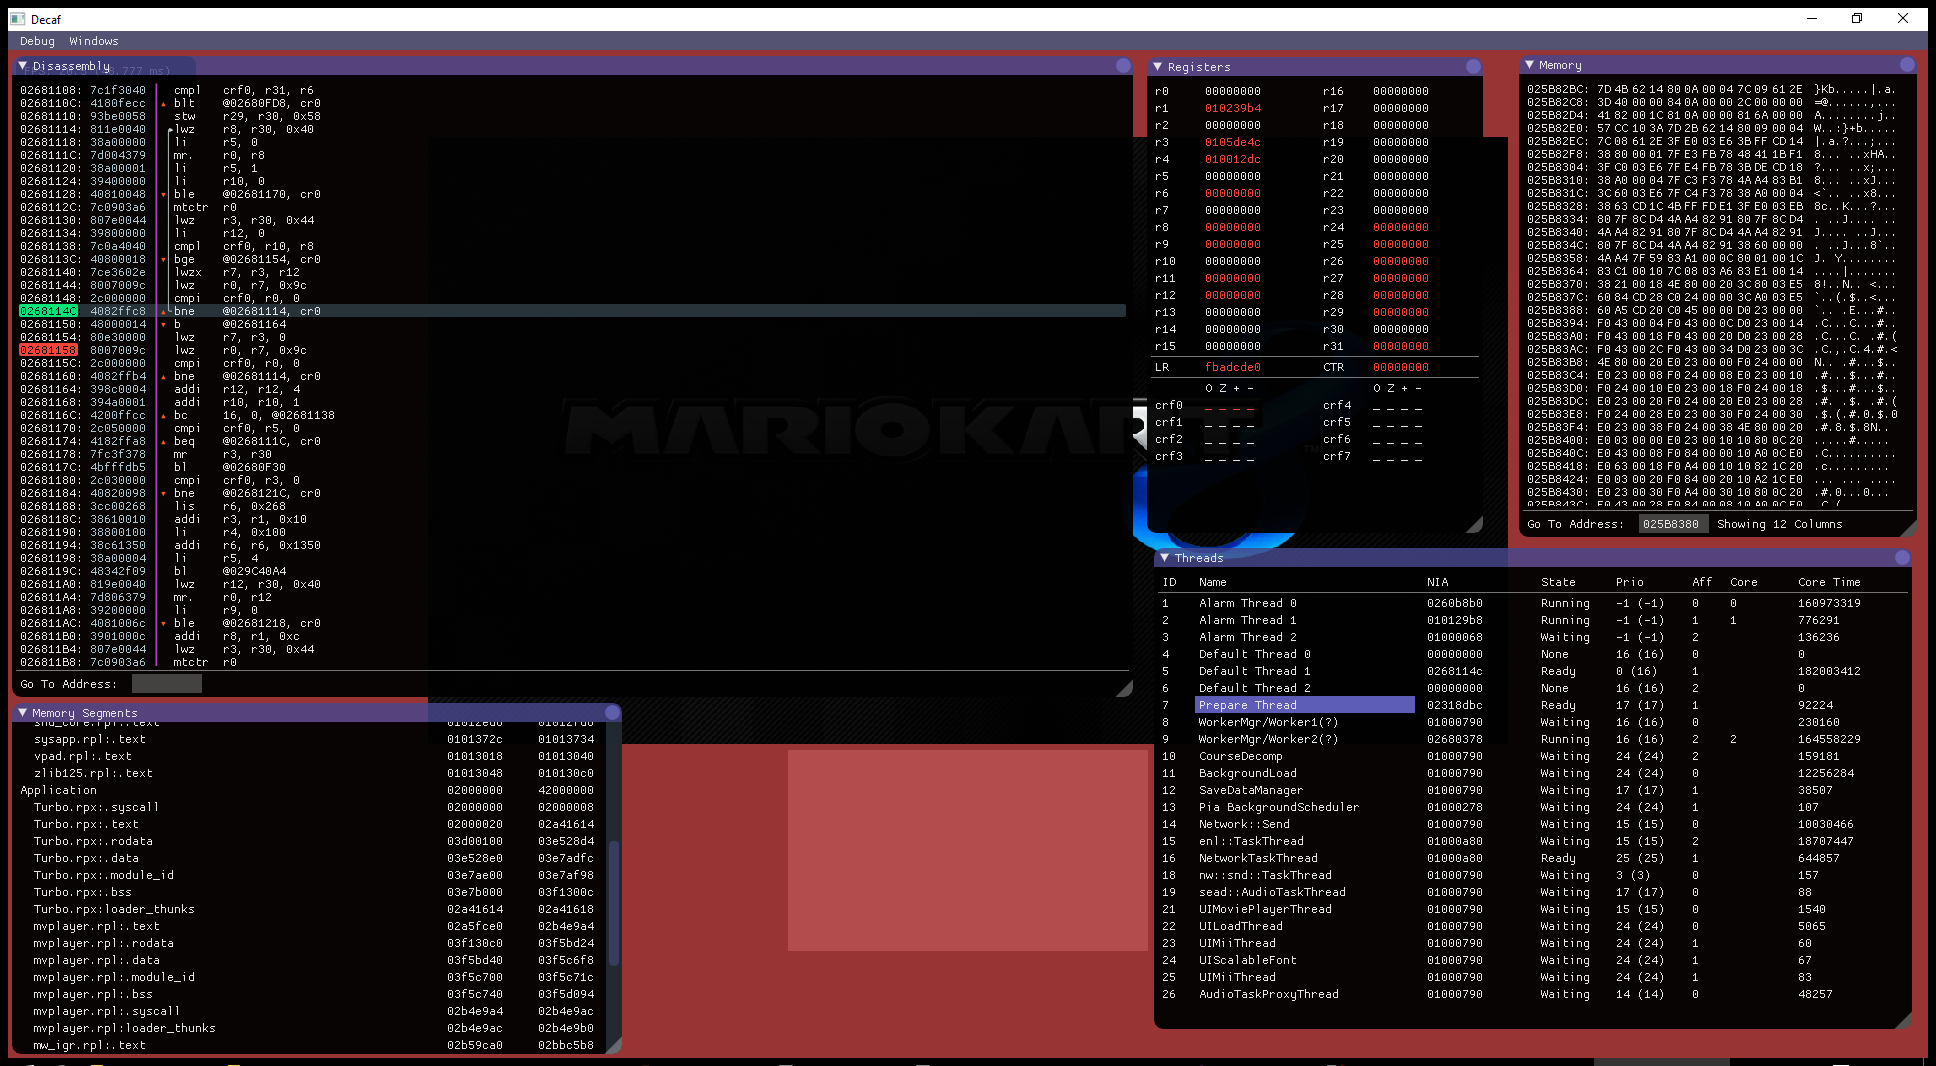 Decaf
Debug Windows
Disassembly
02681108: 7c1f3040 cmpl crf0, r31, r6
0268110C: 4180fecc blt @02680FD8, cr0
02681110: 93be0058 stw r29, r30, 0x58
02681114: 811e0040 lwz r8, r30, 0x40
02681118: 38a00000 li r5, 0
0268111C: 7d004379 mr. r0, r8
02681120: 38a00001 li r5, 1
02681124: 39400000 li r10, 0
02681128: 40810048 ble @02681170, cr0
0268112C: 7c0903a6 mtctr r0
02681130: 807e0044 lwz r3, r30, 0x44
02681134: 39800000 li r12, 0
02681138: 7c0a4040 cmpl crf0, r10, r8
0268113C: 40800018 bge @02681154, cr0
02681140: 7ce3602e lwzx r7, r3, r12
02681144: 8007009c lwz r0, r7, 0x9c
02681148: 2c000000 cmpi crf0, r0, 0
0268114C: 4082ffc8 bne @02681114, cr0
02681150: 48000014 b @02681164
02681154: 80e30000 lwz r7, r3, 0
02681158: 8007009c lwz r0, r7, 0x9c
0268115C: 2c000000 cmpi crf0, r0, 0
02681160: 4082ffb4 bne @02681114, cr0
02681164: 398c0004 addi r12, r12, 4
02681168: 394a0001 addi r10, r10, 1
0268116C: 4200ffcc bc 16, 0, @02681138
02681170: 2c050000 cmpi crf0, r5, 0
02681174: 4182ffa8 beq @0268111C, cr0
02681178: 7fc3f378 mr r3, r30
0268117C: 4bfffdb5 bl @02680F30
02681180: 2c030000 cmpi crf0, r3, 0
02681184: 40820098 bne @0268121C, cr0
02681188: 3cc00268 lis r6, 0x268
0268118C: 38610010 addi r3, r1, 0x10
02681190: 38800100 li r4, 0x100
02681194: 38c61350 addi r6, r6, 0x1350
02681198: 38a00004 li r5, 4
0268119C: 48342f09 bl @029C40A4
026811A0: 819e0040 lwz r12, r30, 0x40
026811A4: 7d806379 mr. r0, r12
026811A8: 39200000 li r9, 0
026811AC: 4081006c ble @02681218, cr0
026811B0: 3901000c addi r8, r1, 0xc
026811B4: 807e0044 lwz r3, r30, 0x44
026811B8: 7c0903a6 mtctr r0
Go To Address:
Registers
r0 00000000 r16 00000000
r1 010239b4 r17 00000000
r2 00000000 r18 00000000
r3 0105de4c r19 00000000
r4 010012dc r20 00000000
r5 00000000 r21 00000000
r6 00000000 r22 00000000
r7 00000000 r23 00000000
r8 00000000 r24 00000000
r9 00000000 r25 00000000
r10 00000000 r26 00000000
r11 00000000 r27 00000000
r12 00000000 r28 00000000
r13 00000000 r29 00000000
r14 00000000 r30 00000000
r15 00000000 r31 00000000
LR fbadcde0 CTR 00000000
O Z + - O Z + -
crf0 _ _ _ _ crf4 _ _ _ _
crf1 _ _ _ _ crf5 _ _ _ _
crf2 _ _ _ _ crf6 _ _ _ _
crf3 _ _ _ _ crf7 _ _ _ _
Memory
025B82BC: 7D 4B 62 14 80 0A 00 04 7C 09 61 2E }Kb.....|.a.
025B82C8: 3D 40 00 00 84 0A 00 00 2C 00 00 00 =@......,...
025B82D4: 41 82 00 1C 81 0A 00 00 81 6A 00 00 A........j..
025B82E0: 57 CC 10 3A 7D 2B 62 14 80 09 00 04 W..:}+b.....
025B82EC: 7C 08 61 2E 3F E0 03 E6 3B FF CD 14 |.a.?...;...
025B82F8: 38 80 00 01 7F E3 FB 78 48 41 1B F1 8... ..xHA..
025B8304: 3F C0 03 E6 7F E4 FB 78 3B DE CD 18 ?... ..x;...
025B8310: 38 A0 00 04 7F C3 F3 78 4A A4 83 B1 8... ..xJ...
025B831C: 3C 60 03 E6 7F C4 F3 78 38 A0 00 04 <`.. ..x8...
025B8328: 38 63 CD 1C 4B FF FD E1 3F E0 03 EB 8c..K...?...
025B8334: 80 7F 8C D4 4A A4 82 91 80 7F 8C D4 . ..J.... ..
025B8340: 4A A4 82 91 80 7F 8C D4 4A A4 82 91 J.... ..J...
025B834C: 80 7F 8C D4 4A A4 82 91 38 60 00 00 . ..J...8`..
025B8358: 4A A4 7F 59 83 A1 00 0C 80 01 00 1C J. Y........
025B8364: 83 C1 00 10 7C 08 03 A6 83 E1 00 14 ....|.......
025B8370: 38 21 00 18 4E 80 00 20 3C 80 03 E5 8!..N.. <...
025B837C: 60 84 CD 28 C0 24 00 00 3C A0 03 E5 `..(.$..<...
025B8388: 60 A5 CD 20 C0 45 00 00 D0 23 00 00 `.. .E...#..
025B8394: F0 43 00 04 F0 43 00 0C D0 23 00 14 .C...C...#..
025B83A0: F0 43 00 18 F0 43 00 20 D0 23 00 28 .C...C. .#.(
025B83AC: F0 43 00 2C F0 43 00 34 D0 23 00 3C .C.,.C.4.#.<
025B83B8: 4E 80 00 20 E0 23 00 00 F0 24 00 00 N.. .#...$..
025B83C4: E0 23 00 08 F0 24 00 08 E0 23 00 10 .#...$...#..
025B83D0: F0 24 00 10 E0 23 00 18 F0 24 00 18 .$...#...$..
025B83DC: E0 23 00 20 F0 24 00 20 E0 23 00 28 .#. .$. .#.(
025B83E8: F0 24 00 28 E0 23 00 30 F0 24 00 30 .$.(.#.0.$.0
025B83F4: E0 23 00 38 F0 24 00 38 4E 80 00 20 .#.8.$.8N..
025B8400: E0 03 00 00 E0 23 00 10 10 80 0C 20 .....#.....
025B840C: E0 43 00 08 F0 84 00 00 10 A0 0C E0 .C..........
025B8418: E0 63 00 18 F0 A4 00 10 10 82 1C 20 .c.........
025B8424: E0 03 00 20 F0 84 00 20 10 A2 1C E0 ... ... ....
025B8430: E0 23 00 30 F0 A4 00 30 10 80 0C 20 .#.0...0...
025B843C: E0 43 00 28 F0 84 00 08 10 A0 0C E0 .C.(
Go To Address: 025B8380 Showing 12 Columns
MARIOKART
Threads
ID Name NIA State Prio Aff Core Core Time
1 Alarm Thread 0 0260b8b0 Running -1 (-1) 0 0 160973319
2 Alarm Thread 1 010129b8 Running -1 (-1) 1 1 776291
3 Alarm Thread 2 01000068 Waiting -1 (-1) 2 136236
4 Default Thread 0 00000000 None 16 (16) 0 0
5 Default Thread 1 0268114c Ready 0 (16) 1 182003412
6 Default Thread 2 00000000 None 16 (16) 2 0
7 Prepare Thread 02318dbc Ready 17 (17) 1 92224
8 WorkerMgr/Worker1(?) 01000790 Waiting 16 (16) 0 230160
9 WorkerMgr/Worker2(?) 02680378 Running 16 (16) 2 2 164558229
10 CourseDecomp 01000790 Waiting 24 (24) 2 159181
11 BackgroundLoad 01000790 Waiting 24 (24) 0 12256284
12 SaveDataManager 01000790 Waiting 17 (17) 1 38507
13 Pia BackgroundScheduler 01000278 Waiting 24 (24) 1 107
14 Network::Send 01000790 Waiting 15 (15) 0 10030466
15 enl::TaskThread 01000a80 Waiting 15 (15) 2 18707447
16 NetworkTaskThread 01000a80 Ready 25 (25) 1 644857
18 nw::snd::TaskThread 01000790 Waiting 3 (3) 0 157
19 sead::AudioTaskThread 01000790 Waiting 17 (17) 0 88
21 UIMoviePlayerThread 01000790 Waiting 15 (15) 0 1540
22 UILoadThread 01000790 Waiting 24 (24) 0 5065
23 UIMiiThread 01000790 Waiting 24 (24) 1 60
24 UIScalableFont 01000790 Waiting 24 (24) 1 67
25 UIMiiThread 01000790 Waiting 24 (24) 1 83
26 AudioTaskProxyThread 01000790 Waiting 14 (14) 0 48257
Memory Segments
snd_core.rpl:.text 01012ed0 01012fd0
sysapp.rpl:.text 0101372c 01013734
vpad.rpl:.text 01013018 01013040
zlib125.rpl:.text 01013048 010130c0
Application 02000000 42000000
Turbo.rpx:.syscall 02000000 02000008
Turbo.rpx:.text 02000020 02a41614
Turbo.rpx:.rodata 03d00100 03e528d4
Turbo.rpx:.data 03e528e0 03e7adfc
Turbo.rpx:.module_id 03e7ae00 03e7af98
Turbo.rpx:.bss 03e7b000 03f1300c
Turbo.rpx:loader_thunks 02a41614 02a41618
mvplayer.rpl:.text 02a5fce0 02b4e9a4
mvplayer.rpl:.rodata 03f130c0 03f5bd24
mvplayer.rpl:.data 03f5bd40 03f5c6f8
mvplayer.rpl:.module_id 03f5c700 03f5c71c
mvplayer.rpl:.bss 03f5c740 03f5d094
mvplayer.rpl:.syscall 02b4e9a4 02b4e9ac
mvplayer.rpl:loader_thunks 02b4e9ac 02b4e9b0
mw_igr.rpl:.text 02b59ca0 02bbc5b8